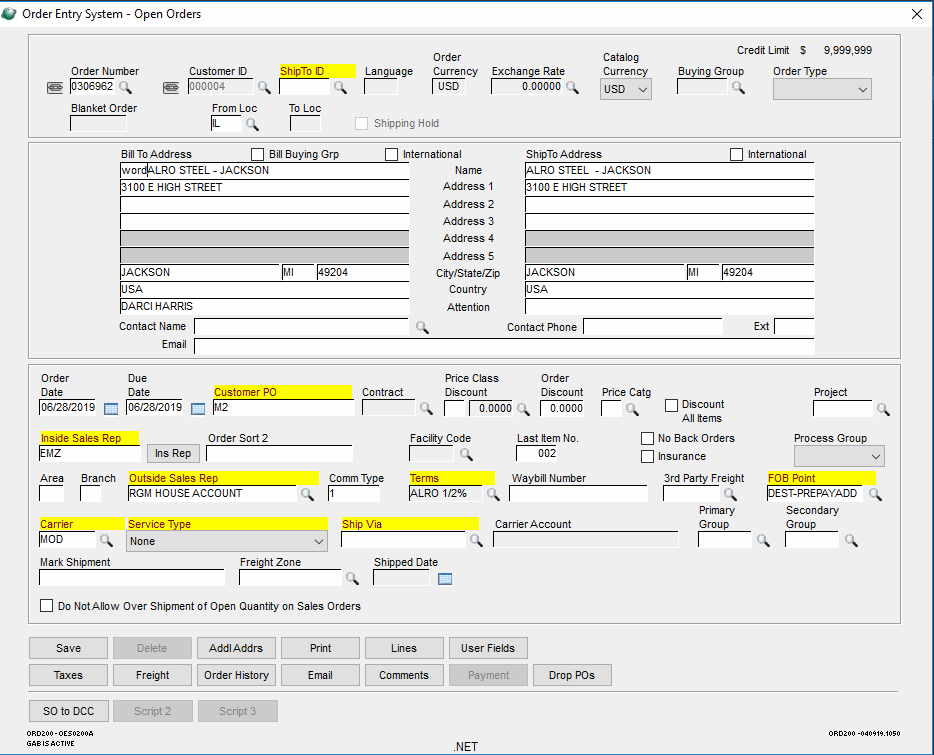 Order Entry System - Open Orders
Credit Limit $ 9,999,999
Order Number Customer ID ShipTo ID Language Order Currency Exchange Rate Catalog Currency Buying Group Order Type
0306962 000004 USD 0.00000 USD
Blanket Order From Loc To Loc
IL Shipping Hold
Bill To Address Bill Buying Grp International ShipTo Address International
wordALRO STEEL - JACKSON Name ALRO STEEL - JACKSON
3100 E HIGH STREET Address 1 3100 E HIGH STREET
Address 2
Address 3
Address 4
Address 5
JACKSON MI 49204 City/State/Zip JACKSON MI 49204
USA Country USA
DARCI HARRIS Attention
Contact Name Contact Phone Ext
Email
Order Date Due Date Customer PO Contract Price Class Discount Order Discount Price Catg Project
06/28/2019 06/28/2019 M2 0.0000 0.0000 Discount All Items
Inside Sales Rep Order Sort 2 Facility Code Last Item No. No Back Orders Process Group
EMZ Ins Rep 002 Insurance
Area Branch Outside Sales Rep Comm Type Terms Waybill Number 3rd Party Freight FOB Point
RGM HOUSE ACCOUNT 1 ALRO 1/2% DEST-PREPAYADD
Carrier Service Type Ship Via Carrier Account Primary Group Secondary Group
MOD None
Mark Shipment Freight Zone Shipped Date
Do Not Allow Over Shipment of Open Quantity on Sales Orders
Save Delete Addl Addrs Print Lines User Fields
Taxes Freight Order History Email Comments Payment Drop POs
SO to DCC Script 2 Script 3
ORD200 - OES0200A ORD200 -040919.1050
GAB IS ACTIVE
.NET